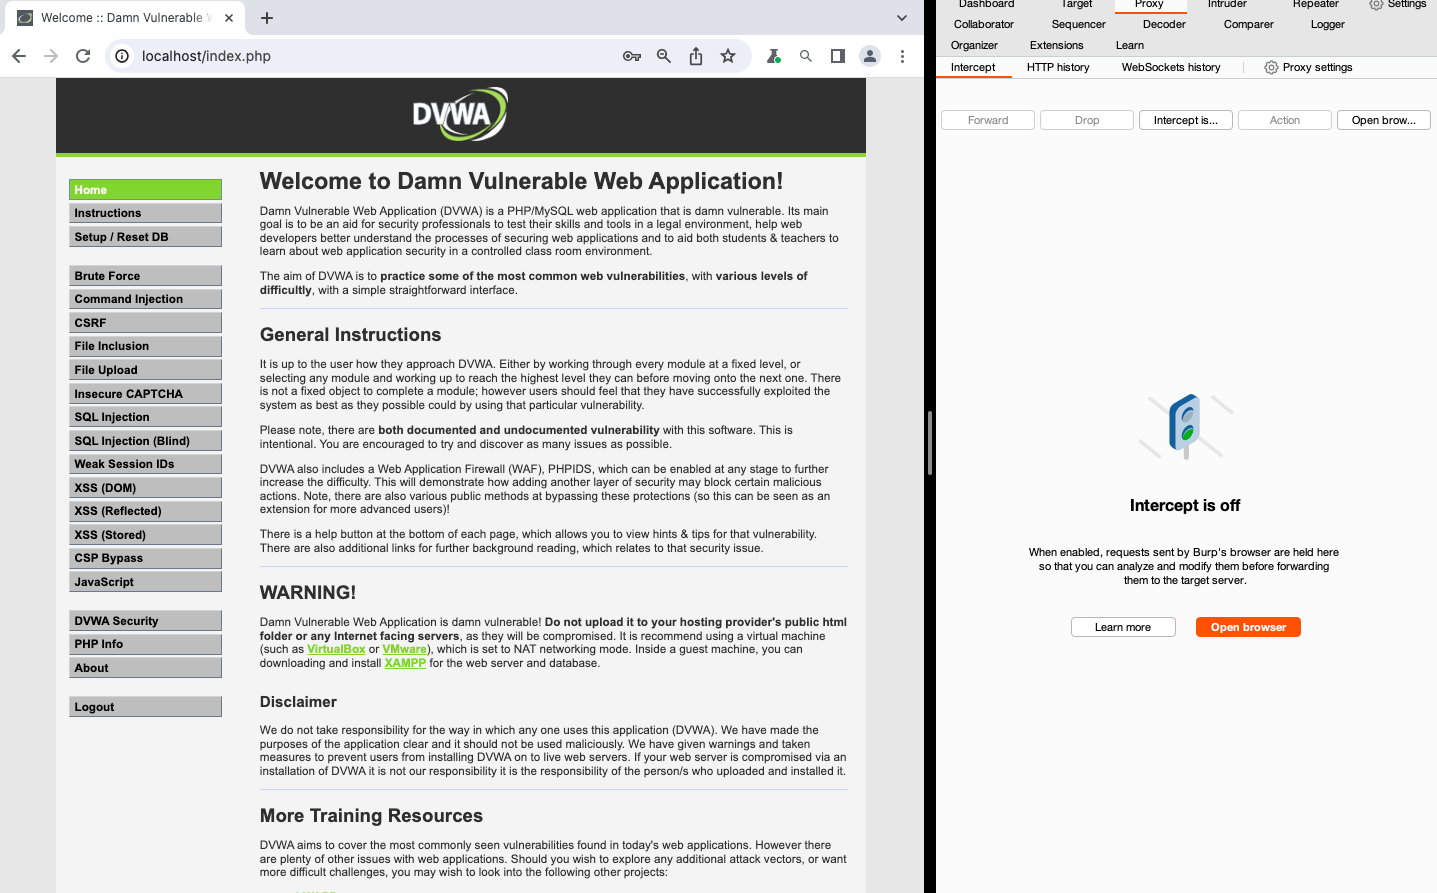 Welcome :: Damn Vulnerable W
localhost/index.php
DVWA
Home
Instructions
Setup / Reset DB
Brute Force
Command Injection
CSRF
File Inclusion
File Upload
Insecure CAPTCHA
SQL Injection
SQL Injection (Blind)
Weak Session IDs
XSS (DOM)
XSS (Reflected)
XSS (Stored)
CSP Bypass
JavaScript
DVWA Security
PHP Info
About
Logout
Welcome to Damn Vulnerable Web Application!
Damn Vulnerable Web Application (DVWA) is a PHP/MySQL web application that is damn vulnerable. Its main
goal is to be an aid for security professionals to test their skills and tools in a legal environment, help web
developers better understand the processes of securing web applications and to aid both students & teachers to
learn about web application security in a controlled class room environment.
The aim of DVWA is to practice some of the most common web vulnerabilities, with various levels of
difficultly, with a simple straightforward interface.
General Instructions
It is up to the user how they approach DVWA. Either by working through every module at a fixed level, or
selecting any module and working up to reach the highest level they can before moving onto the next one. There
is not a fixed object to complete a module; however users should feel that they have successfully exploited the
system as best as they possible could by using that particular vulnerability.
Please note, there are both documented and undocumented vulnerability with this software. This is
intentional. You are encouraged to try and discover as many issues as possible.
DVWA also includes a Web Application Firewall (WAF), PHPIDS, which can be enabled at any stage to further
increase the difficulty. This will demonstrate how adding another layer of security may block certain malicious
actions. Note, there are also various public methods at bypassing these protections (so this can be seen as an
extension for more advanced users)!
There is a help button at the bottom of each page, which allows you to view hints & tips for that vulnerability.
There are also additional links for further background reading, which relates to that security issue.
WARNING!
Damn Vulnerable Web Application is damn vulnerable! Do not upload it to your hosting provider's public html
folder or any Internet facing servers, as they will be compromised. It is recommend using a virtual machine
(such as VirtualBox or VMware), which is set to NAT networking mode. Inside a guest machine, you can
downloading and install XAMPP for the web server and database.
Disclaimer
We do not take responsibility for the way in which any one uses this application (DVWA). We have made the
purposes of the application clear and it should not be used maliciously. We have given warnings and taken
measures to prevent users from installing DVWA on to live web servers. If your web server is compromised via an
installation of DVWA it is not our responsibility it is the responsibility of the person/s who uploaded and installed it.
More Training Resources
DVWA aims to cover the most commonly seen vulnerabilities found in today's web applications. However there
are plenty of other issues with web applications. Should you wish to explore any additional attack vectors, or want
more difficult challenges, you may wish to look into the following other projects:
Dashboard Target Proxy Intruder Repeater Settings
Collaborator Sequencer Decoder Comparer Logger
Organizer Extensions Learn
Intercept HTTP history WebSockets history Proxy settings
Forward Drop Intercept is... Action Open brow...
Intercept is off
When enabled, requests sent by Burp's browser are held here
so that you can analyze and modify them before forwarding
them to the target server.
Learn more Open browser